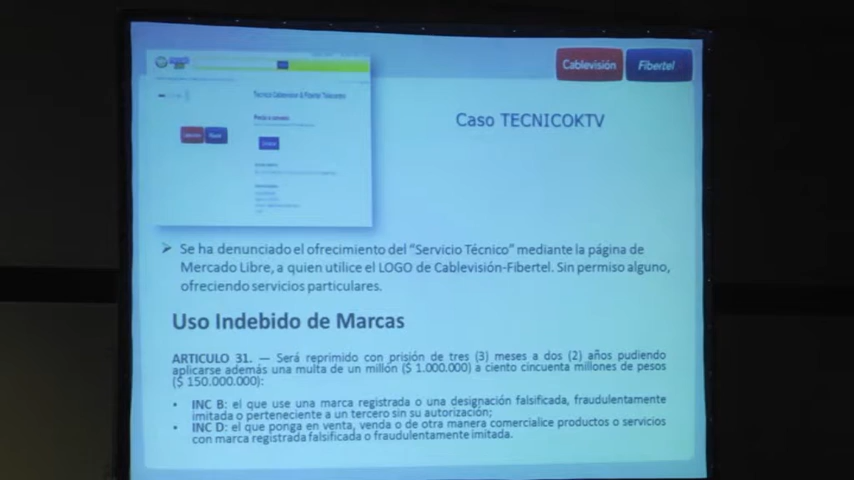 Cablevisión Fibertel
Caso TECNICOKTV
➢ Se ha denunciado el ofrecimiento del "Servicio Técnico" mediante la página de
Mercado Libre, a quien utilice el LOGO de Cablevisión-Fibertel. Sin permiso alguno,
ofreciendo servicios particulares.
Uso Indebido de Marcas
ARTICULO 31. — Será reprimido con prisión de tres (3) meses a dos (2) años pudiendo
aplicarse además una multa de un millón ($ 1.000.000) a ciento cincuenta millones de pesos
($ 150.000.000):
• INC B: el que use una marca registrada o una designación falsificada, fraudulentamente
imitada o perteneciente a un tercero sin su autorización;
• INC D: el que ponga en venta, venda o de otra manera comercialice productos o servicios
con marca registrada falsificada o fraudulentamente imitada.